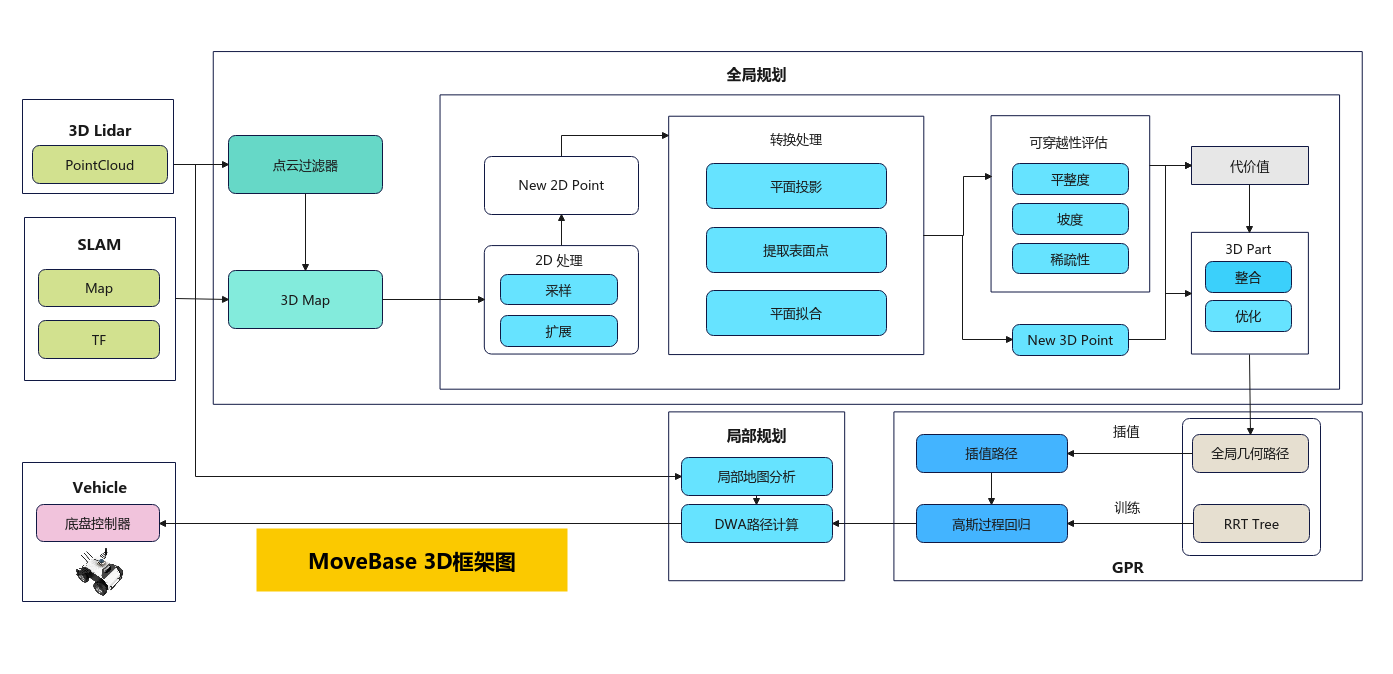 全局规划
3D Lidar
PointCloud
SLAM
Map
TF
点云过滤器
3D Map
New 2D Point
2D 处理
采样
扩展
转换处理
平面投影
提取表面点
平面拟合
可穿越性评估
平整度
坡度
稀疏性
New 3D Point
代价值
3D Part
整合
优化
局部规划
局部地图分析
DWA路径计算
插值
插值路径
全局几何路径
训练
高斯过程回归
RRT Tree
GPR
Vehicle
底盘控制器
MoveBase 3D框架图